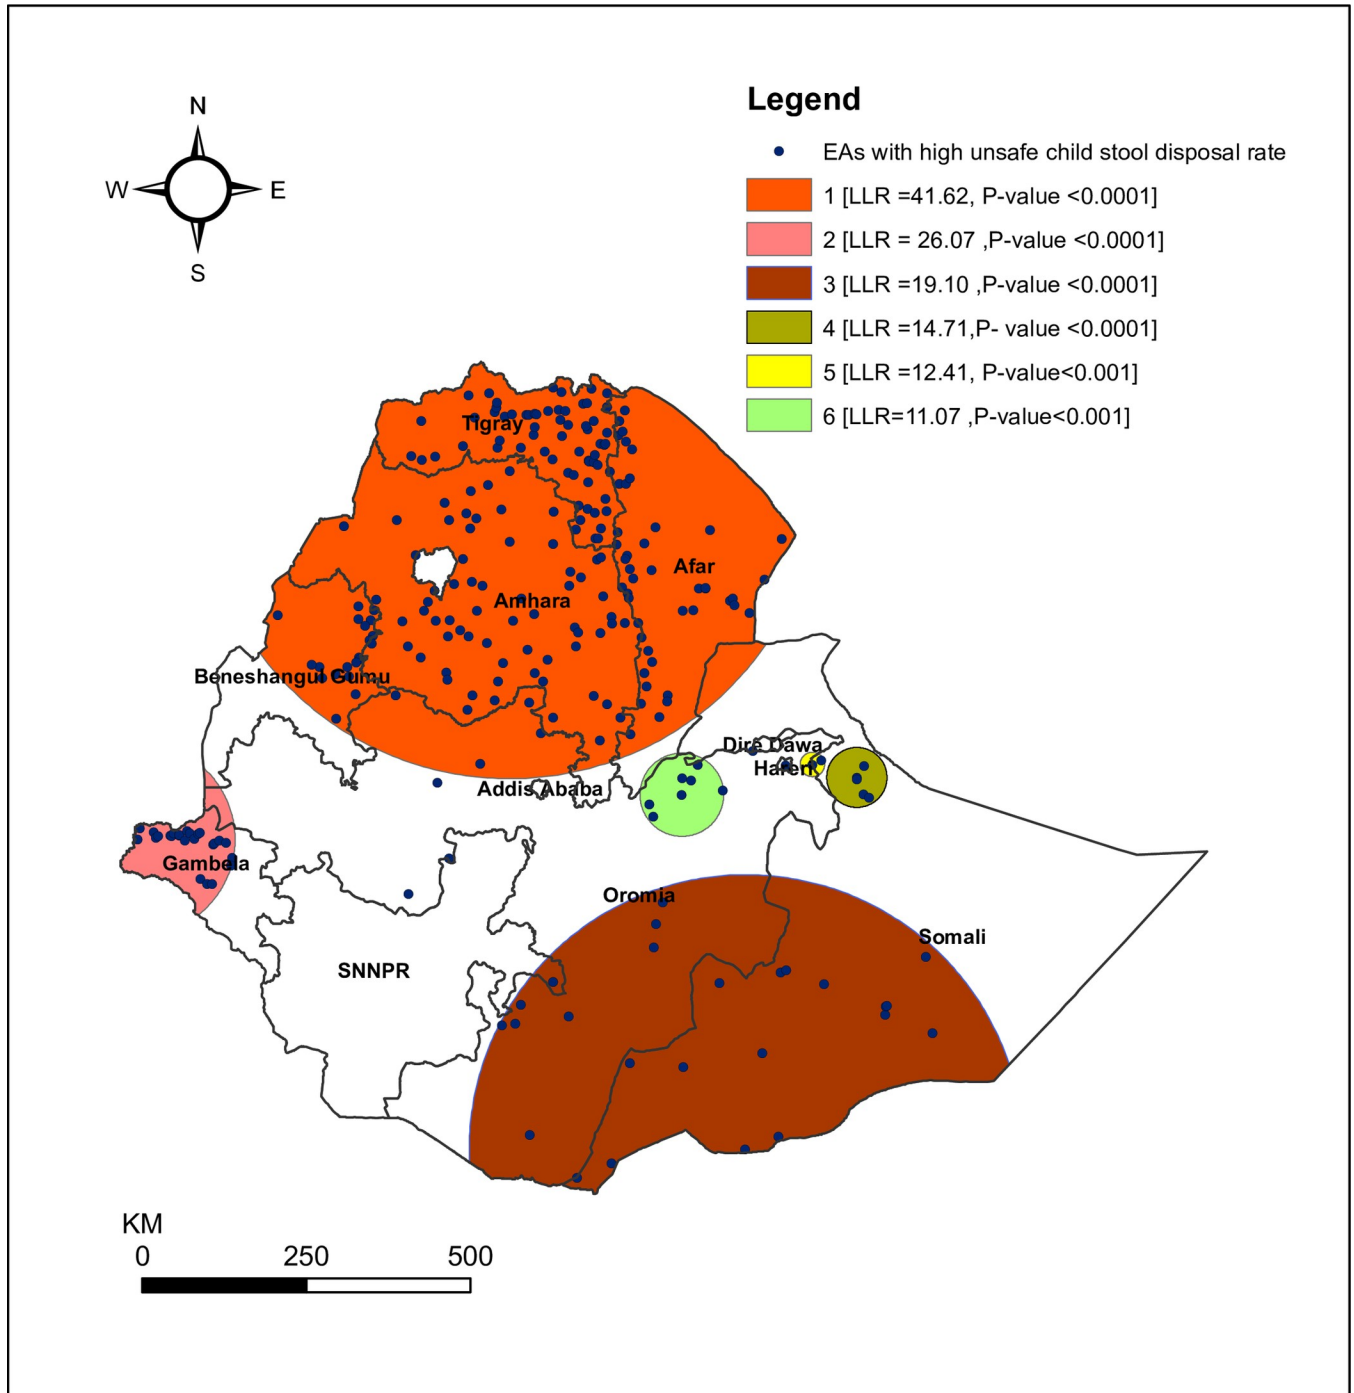 N
W
E
S
Legend
EAs with high unsafe child stool disposal rate
1 [LLR =41.62, P-value <0.0001]
2 [LLR = 26.07 ,P-value <0.0001]
3 [LLR =19.10 ,P-value <0.0001]
4 [LLR =14.71,P- value <0.0001]
5 [LLR =12.41, P-value<0.001]
6 [LLR=11.07 ,P-value<0.001]
Tigray
Afar
Amhara
Beneshangul Gumu
Dire Dawa
Hareri
Addis Ababa
Gambela
Oromia
Somali
SNNPR
KM
0 250 500